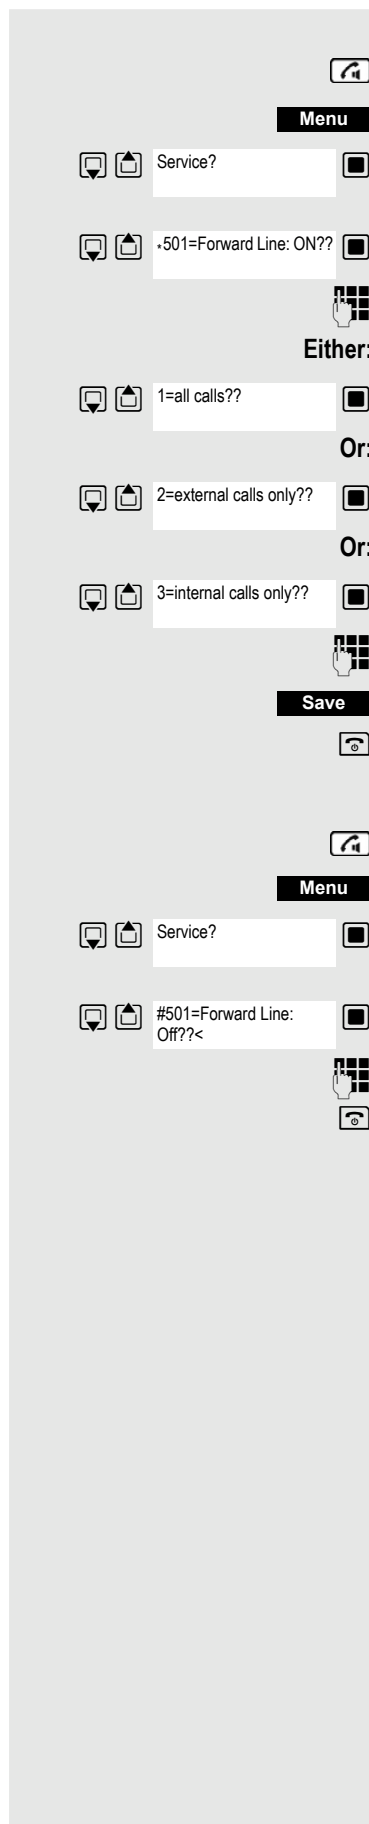 Menu
Service?
*501=Forward Line: ON??
Either:
1=all calls??
Or:
2=external calls only??
Or:
3=internal calls only??
Save
Menu
Service?
#501=Forward Line:
Off??<